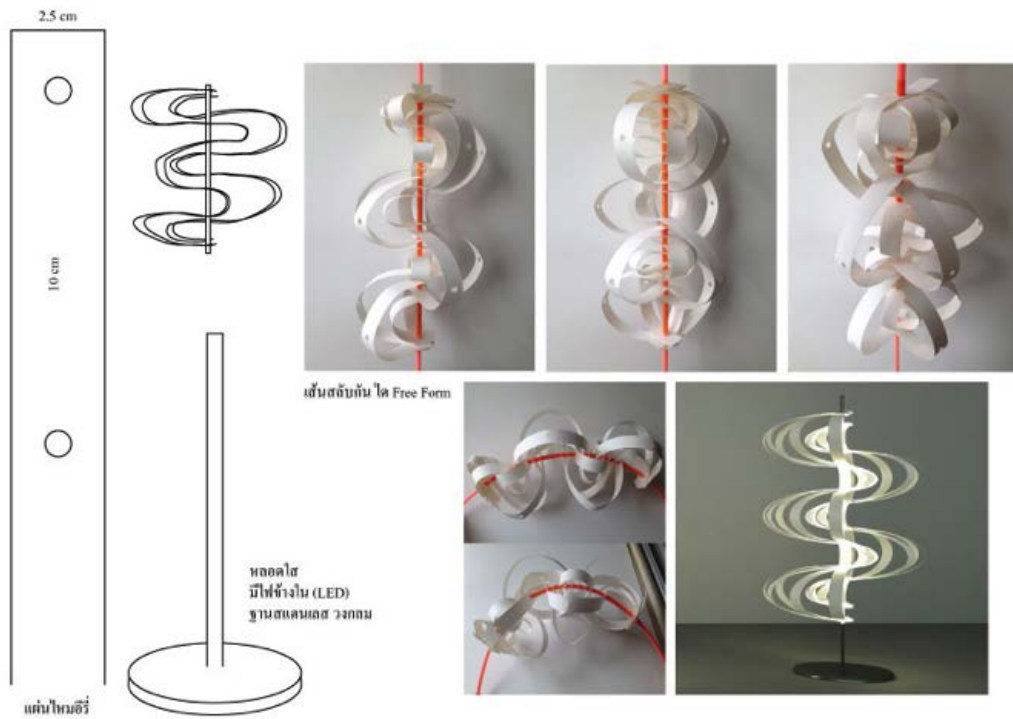 2.5 cm
10 cm
แผ่นไหมอีรี่
หลอดใส
มีไฟข้างใน (LED)
ฐานสแตนเลส วงกลม
เส้นสลับกัน ได Free Form